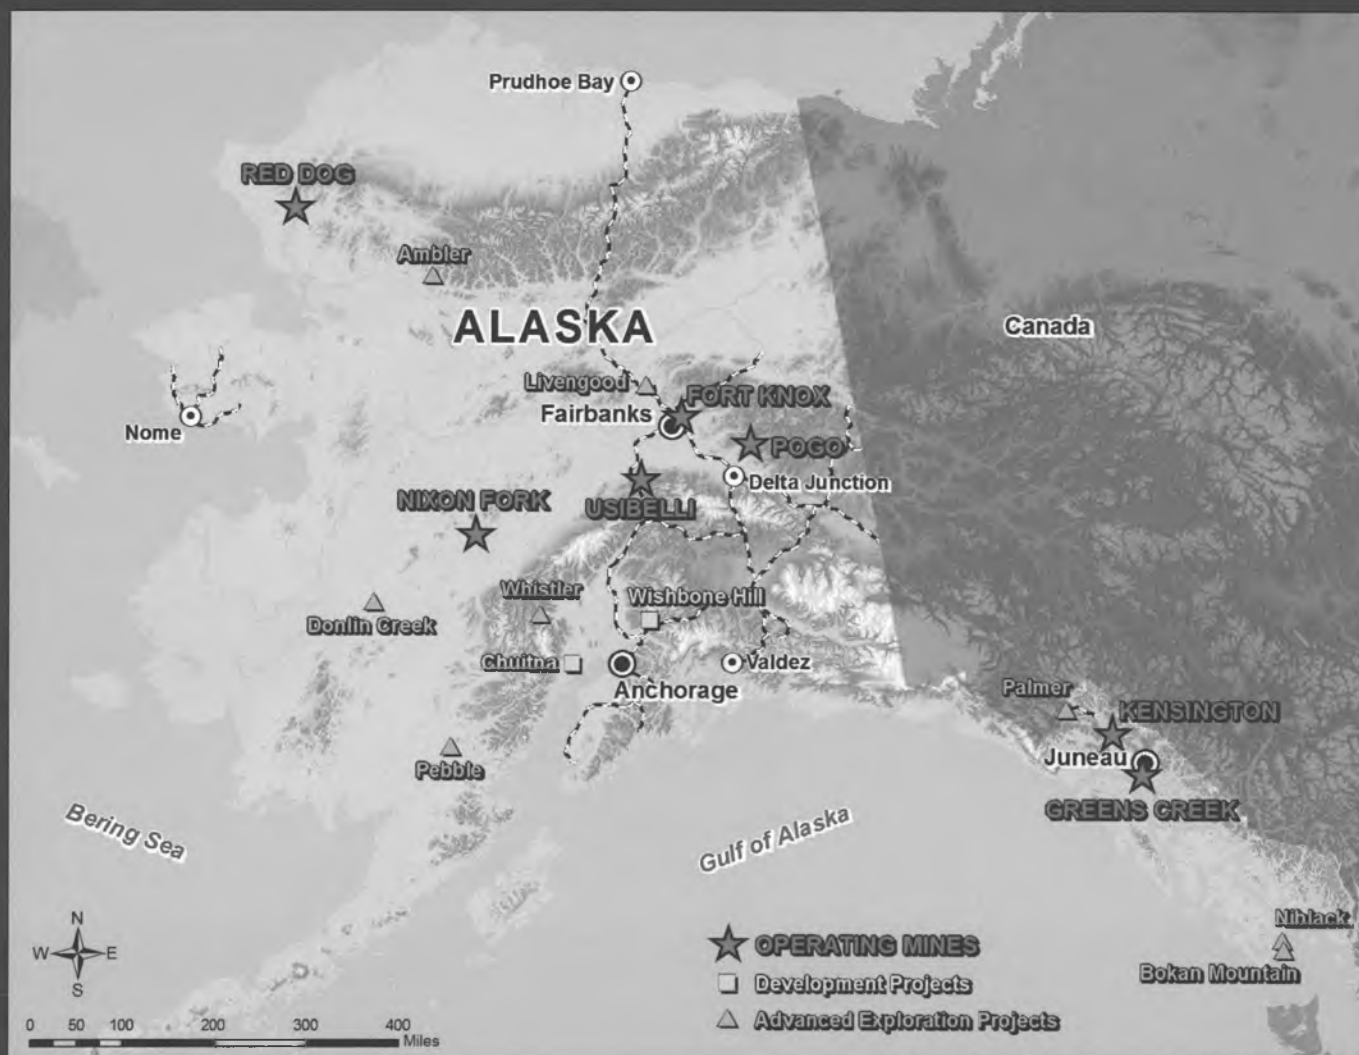 Prudhoe Bay
RED DOG
Ambler
ALASKA
Canada
Livengood
FORT KNOX
Fairbanks
Nome
POGO
Delta Junction
NIXON FORK
USIBELLI
Whistler
Wishbone Hill
Donlin Creek
Chuitna
Valdez
Anchorage
Palmer
KENSINGTON
Juneau
Pebble
GREENS CREEK
Bering Sea
Gulf of Alaska
N
W E
S
OPERATING MINES
Development Projects
Advanced Exploration Projects
Niblack
Bokan Mountain
0 50 100 200 300 400
Miles